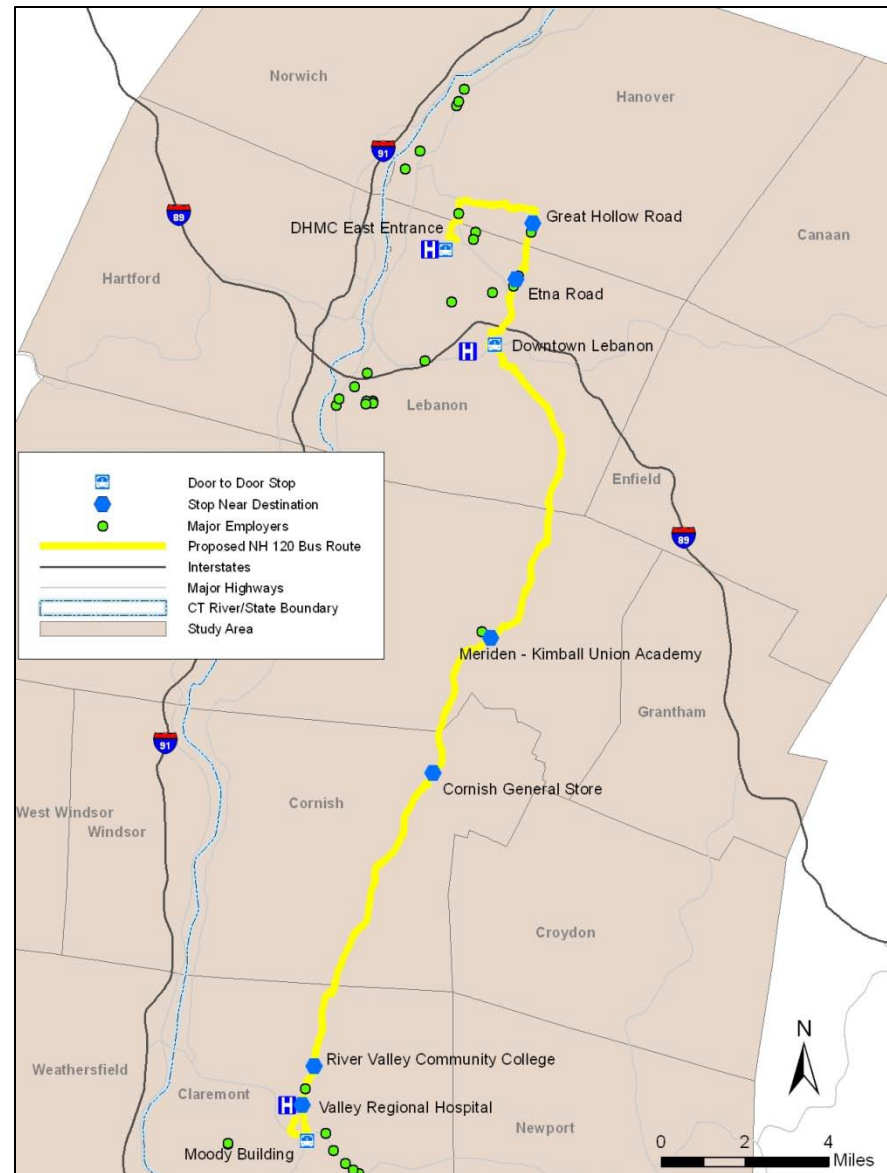 Norwich
Hanover
91
89
Great Hollow Road
DHMC East Entrance
Canaan
H
Hartford
Etna Road
Downtown Lebanon
H
Lebanon
Enfield
Door to Door Stop
Stop Near Destination
Major Employers
Proposed NH 120 Bus Route
Interstates
Major Highways
CT River/State Boundary
Study Area
89
Meriden - Kimball Union Academy
Grantham
91
Cornish General Store
Cornish
West Windsor
Windsor
Croydon
N
River Valley Community College
Weathersfield
Claremont
H
Valley Regional Hospital
Newport
Moody Building
0 2 4
Miles